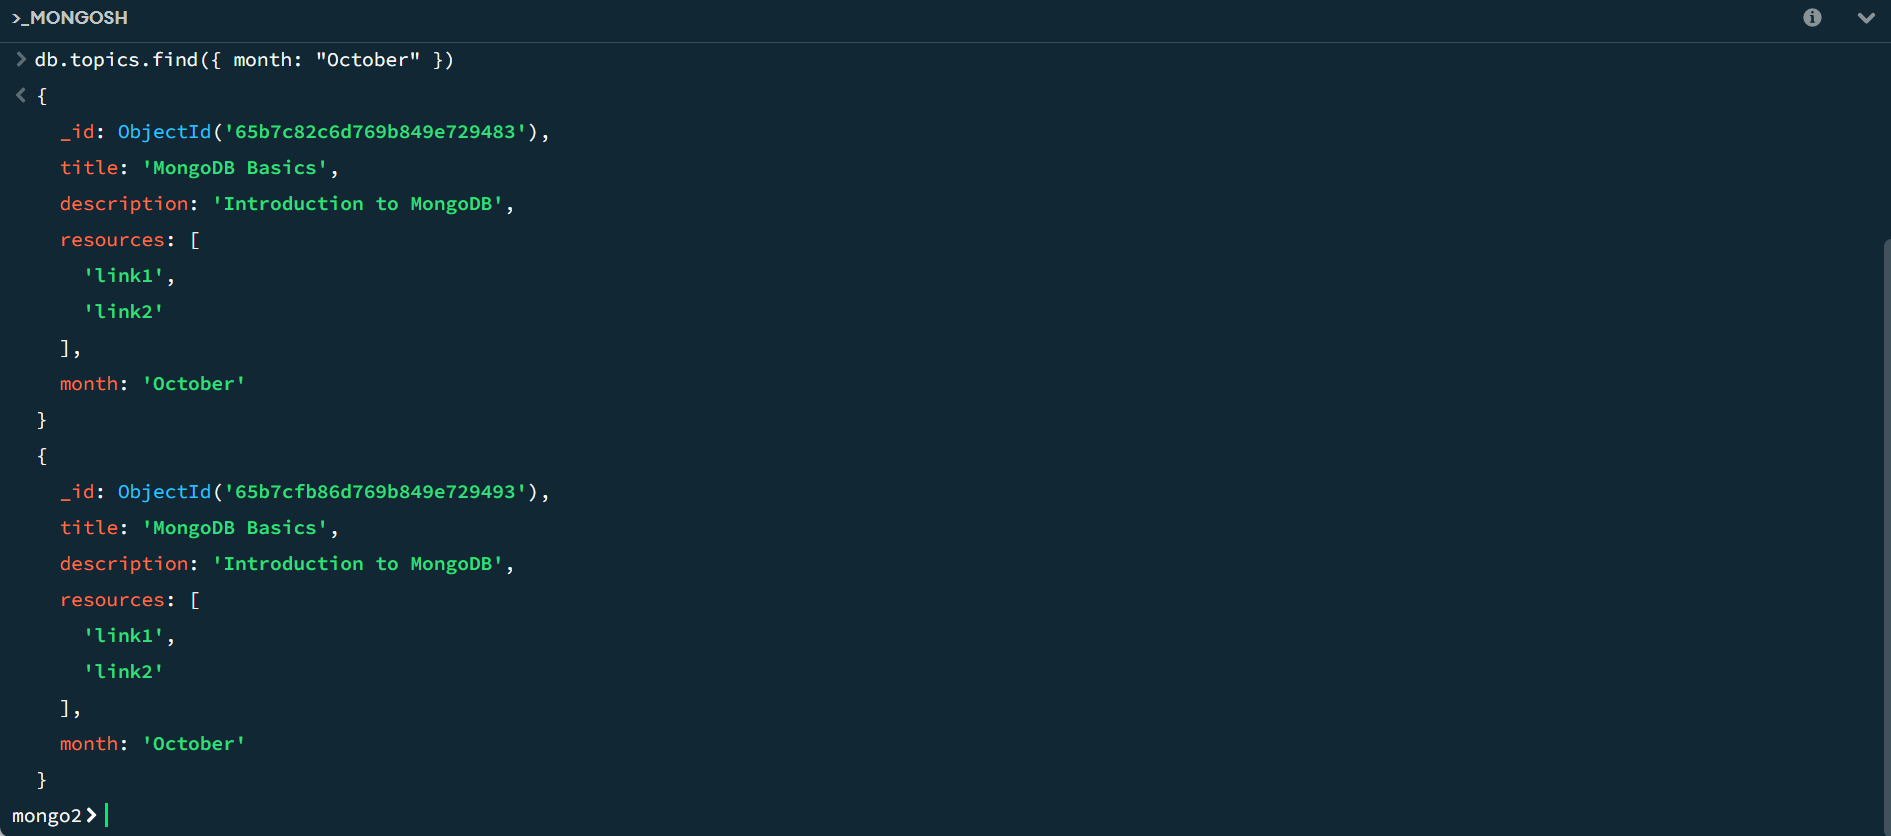 >_MONGOSH
> db.topics.find({ month: "October" })
< {
_id: ObjectId('65b7c82c6d769b849e729483'),
title: 'MongoDB Basics',
description: 'Introduction to MongoDB',
resources: [
'link1',
'link2'
],
month: 'October'
}
{
_id: ObjectId('65b7cfb86d769b849e729493'),
title: 'MongoDB Basics',
description: 'Introduction to MongoDB',
resources: [
'link1',
'link2'
],
month: 'October'
}
mongo2>